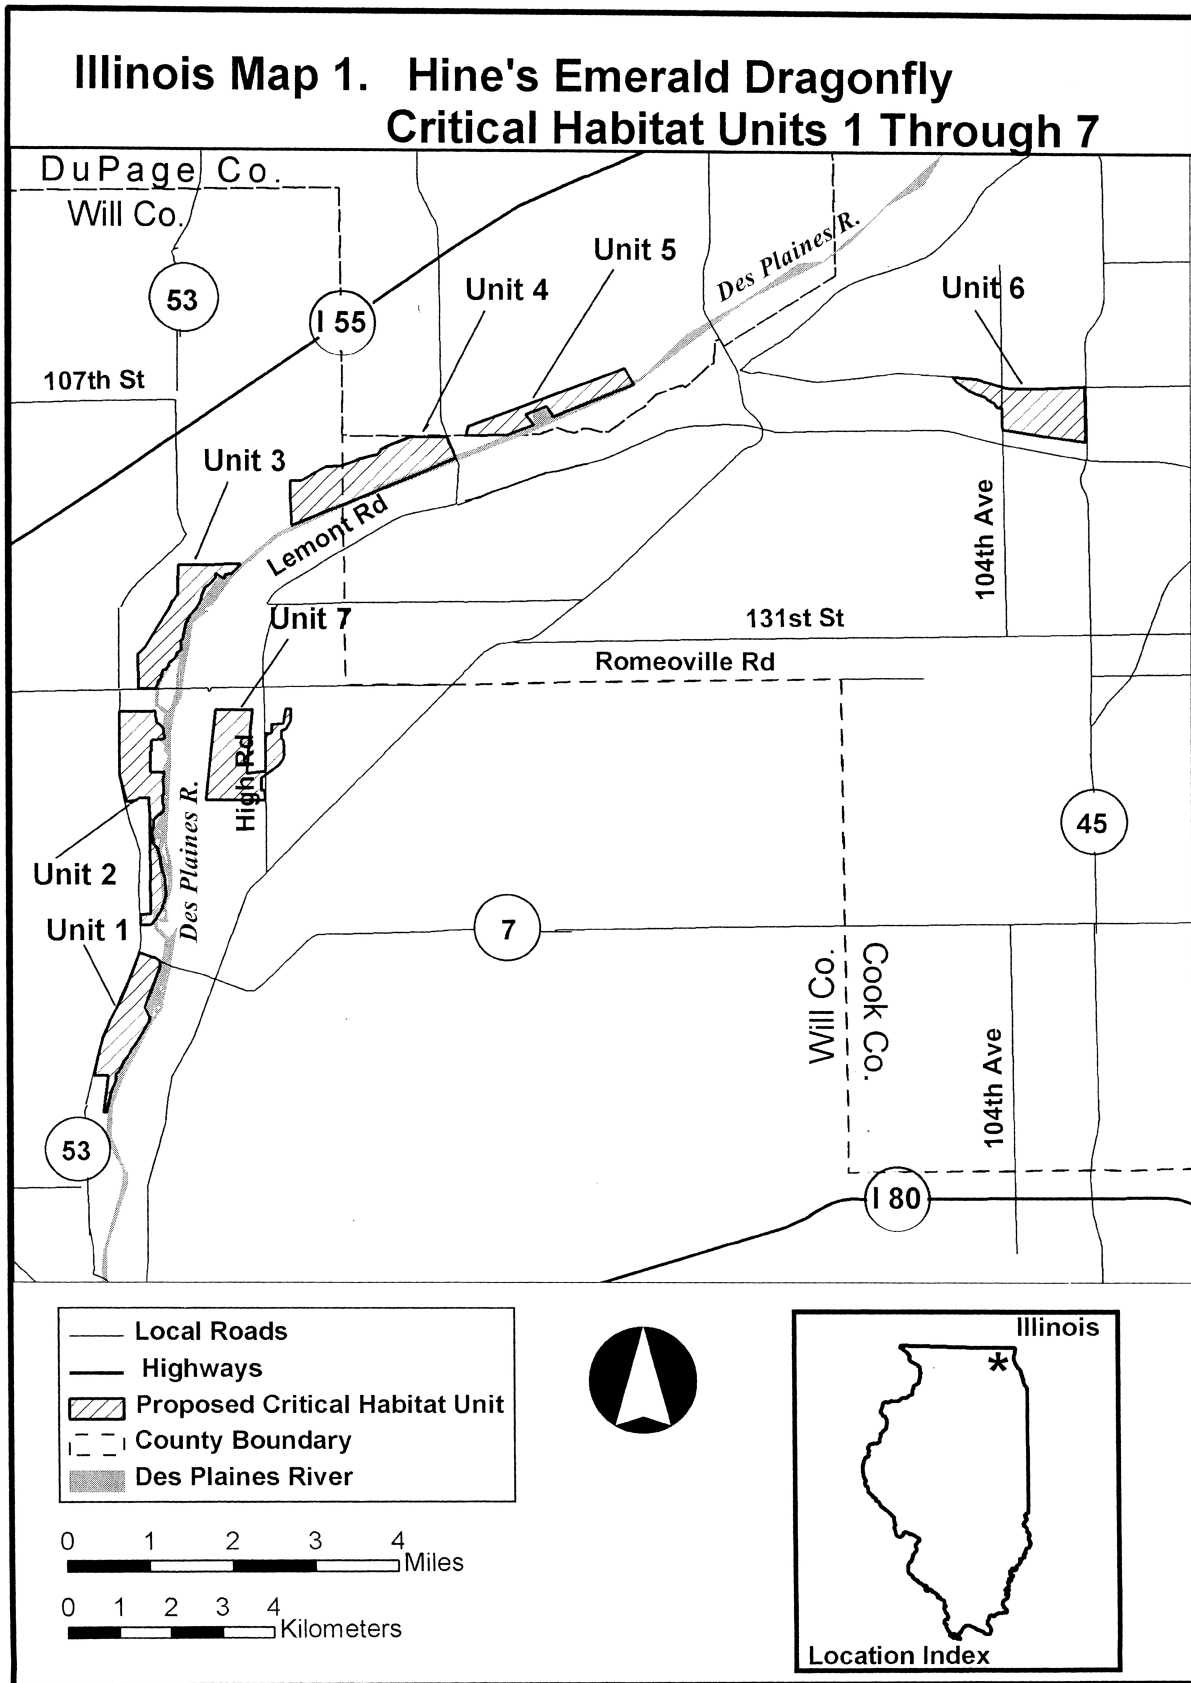 Illinois Map 1. Hine's Emerald Dragonfly
Critical Habitat Units 1 Through 7
DuPage Co.
Will Co.
53
I 55
Unit 4
Unit 5
Des Plaines R.
Unit 6
107th St
Unit 3
Lemont Rd
104th Ave
Unit 7
131st St
Romeoville Rd
High Rd
Des Plaines R.
Unit 2
Unit 1
45
7
Will Co.
Cook Co.
104th Ave
53
I 80
Local Roads
Highways
Proposed Critical Habitat Unit
County Boundary
Des Plaines River
0 1 2 3 4
Miles
0 1 2 3 4
Kilometers
Illinois
*
Location Index